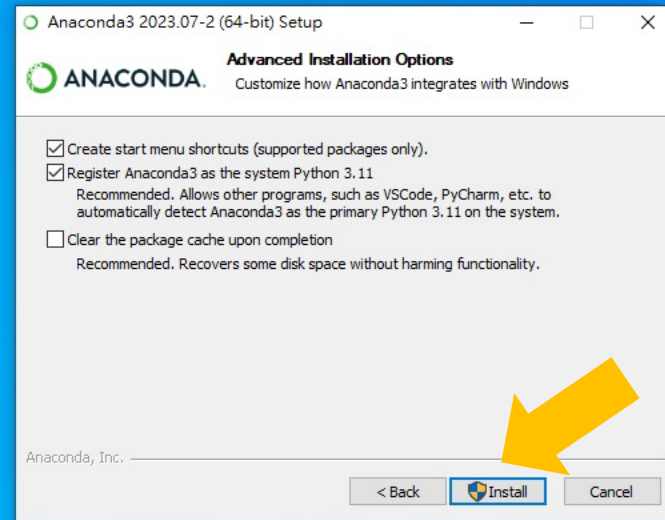 Anaconda3 2023.07-2 (64-bit) Setup
ANACONDA.
Advanced Installation Options
Customize how Anaconda3 integrates with Windows
Create start menu shortcuts (supported packages only).
Register Anaconda3 as the system Python 3.11
Recommended. Allows other programs, such as VSCode, PyCharm, etc. to
automatically detect Anaconda3 as the primary Python 3.11 on the system.
Clear the package cache upon completion
Recommended. Recovers some disk space without harming functionality.
Anaconda, Inc.
< Back
Install
Cancel